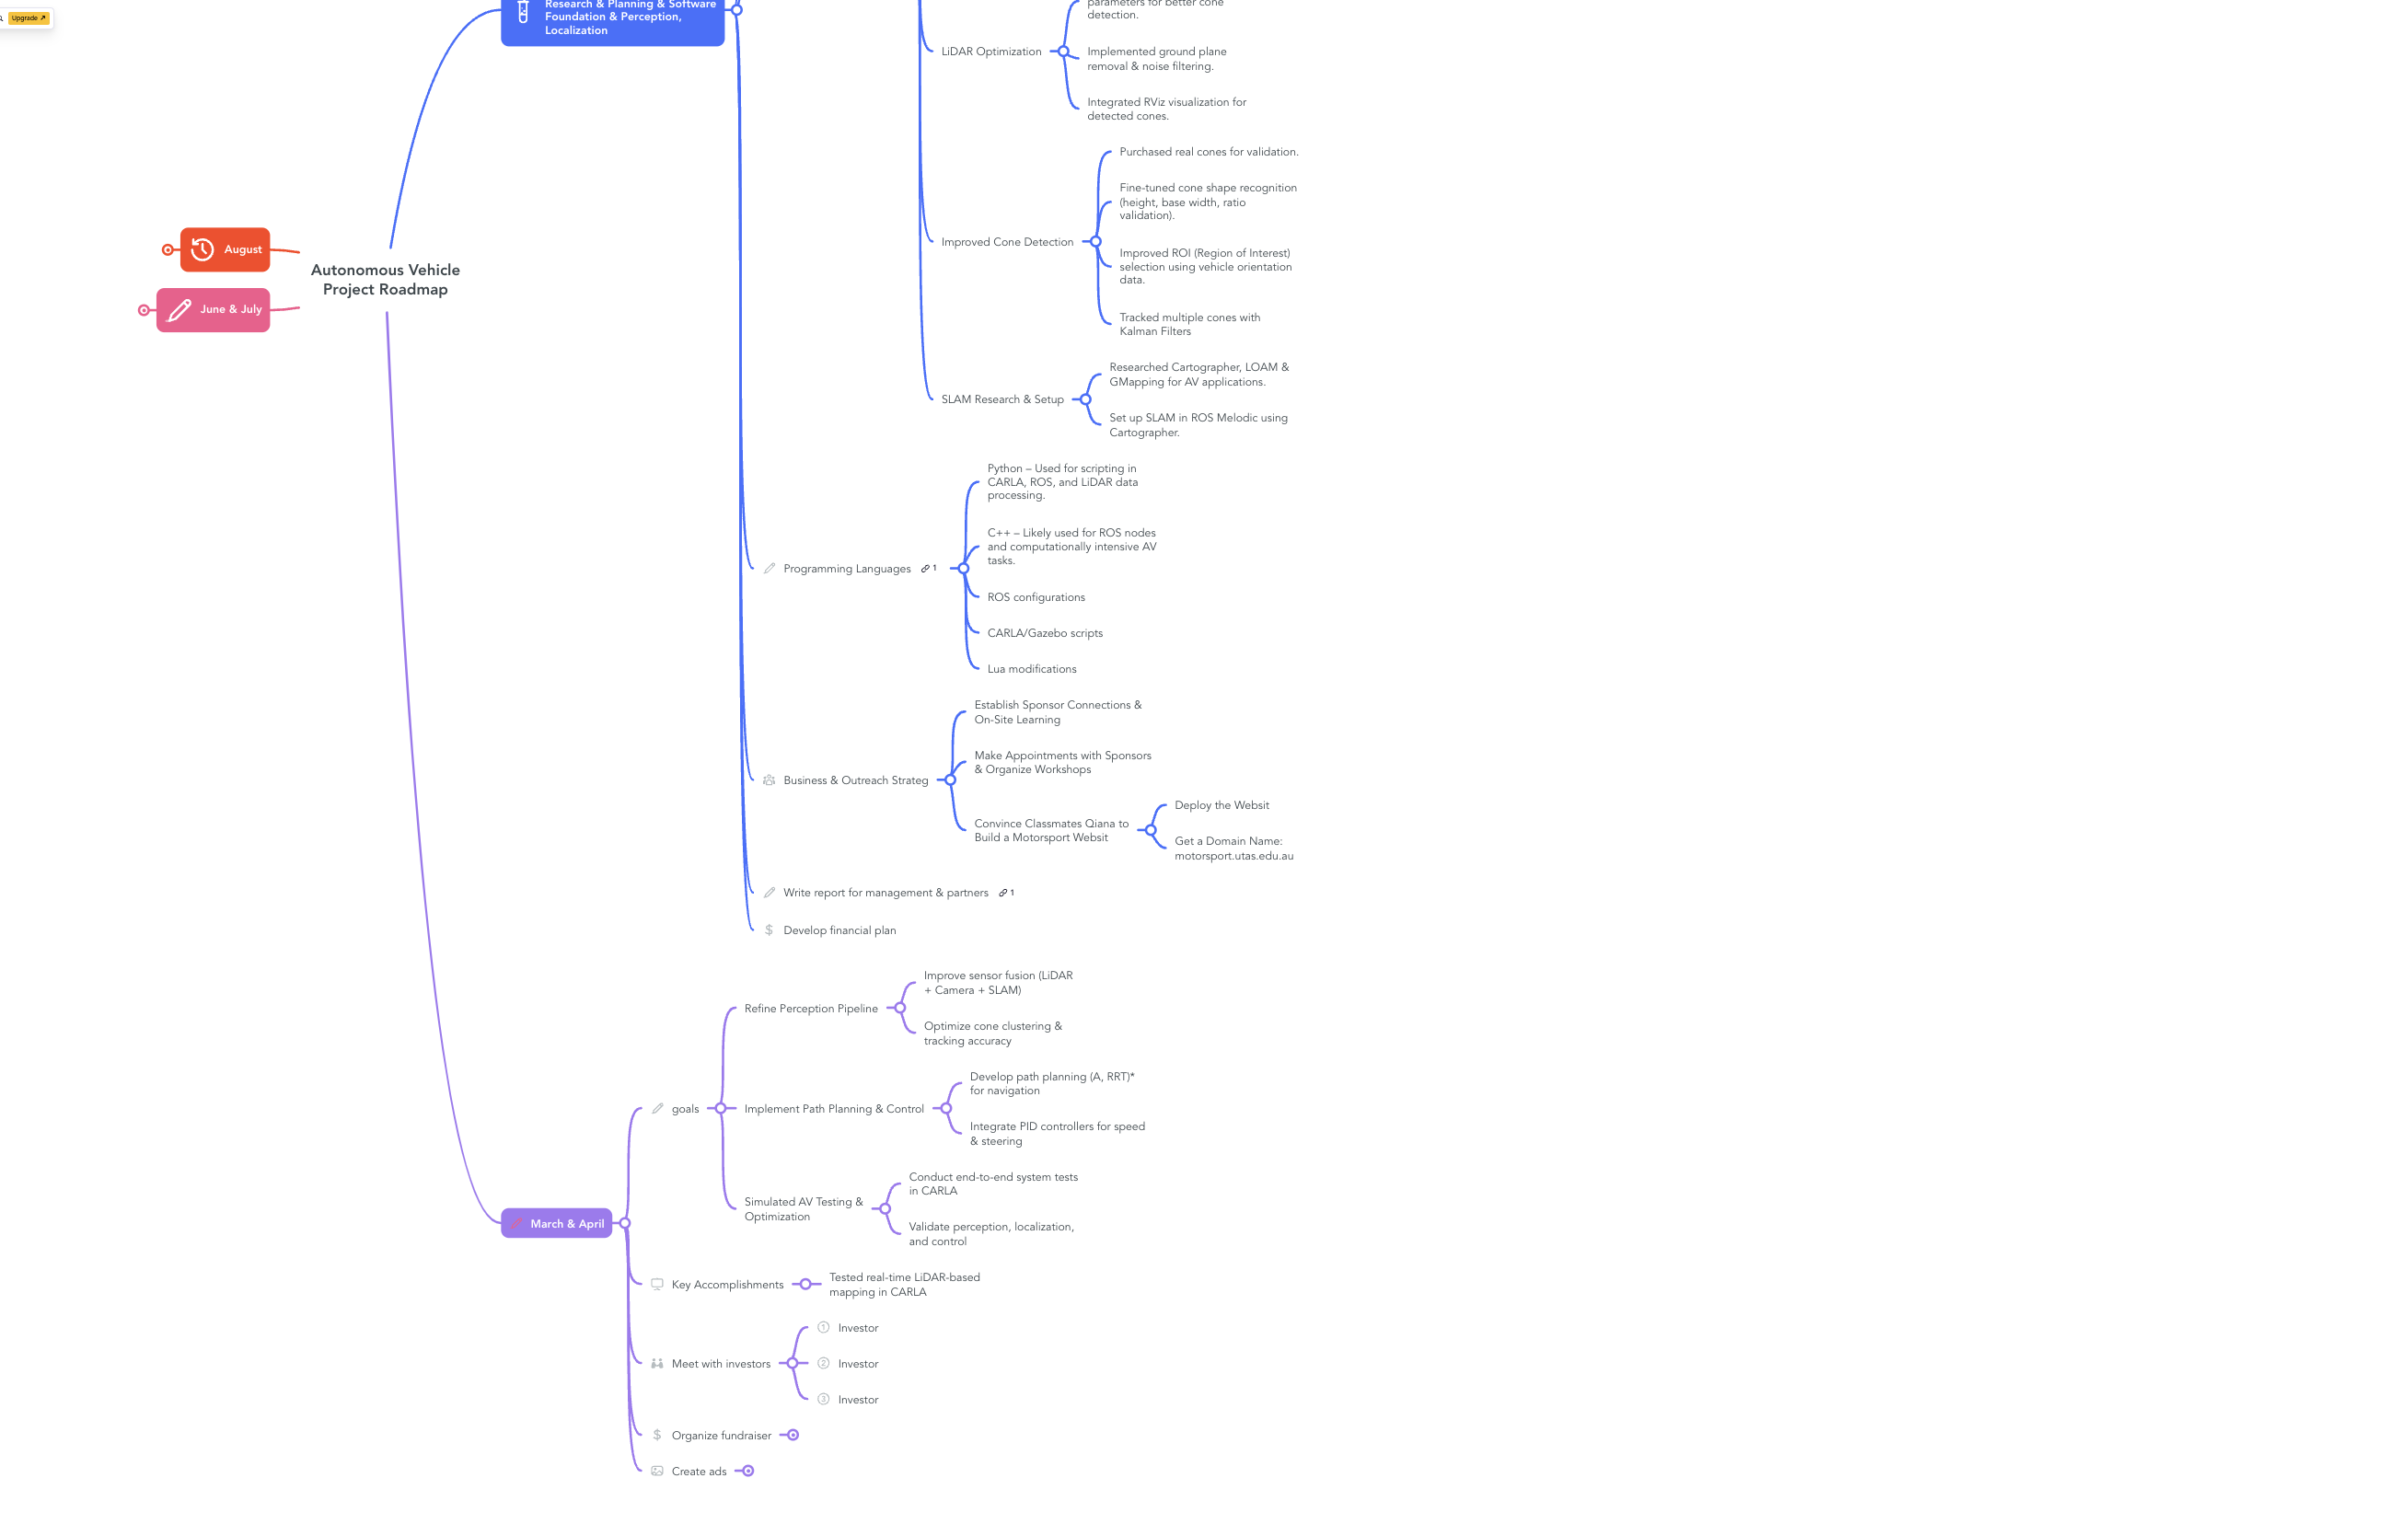 Upgrade
Research & Planning & Software
Foundation & Perception,
Localization
parameters for better cone
detection.
LiDAR Optimization
Implemented ground plane
removal & noise filtering.
Integrated RViz visualization for
detected cones.
Purchased real cones for validation.
Fine-tuned cone shape recognition
(height, base width, ratio
validation).
Improved Cone Detection
Improved ROI (Region of Interest)
selection using vehicle orientation
data.
Tracked multiple cones with
Kalman Filters
August
June & July
Autonomous Vehicle
Project Roadmap
Researched Cartographer, LOAM &
GMapping for AV applications.
SLAM Research & Setup
Set up SLAM in ROS Melodic using
Cartographer.
Python – Used for scripting in
CARLA, ROS, and LiDAR data
processing.
C++ – Likely used for ROS nodes
and computationally intensive AV
tasks.
Programming Languages 1
ROS configurations
CARLA/Gazebo scripts
Lua modifications
Establish Sponsor Connections &
On-Site Learning
Make Appointments with Sponsors
& Organize Workshops
Business & Outreach Strateg
Convince Classmates Qiana to
Build a Motorsport Websit
Deploy the Websit
Get a Domain Name:
motorsport.utas.edu.au
Write report for management & partners 1
$ Develop financial plan
Improve sensor fusion (LiDAR
+ Camera + SLAM)
Refine Perception Pipeline
Optimize cone clustering &
tracking accuracy
Develop path planning (A, RRT)*
for navigation
goals
Implement Path Planning & Control
Integrate PID controllers for speed
& steering
Conduct end-to-end system tests
in CARLA
Simulated AV Testing &
Optimization
Validate perception, localization,
and control
March & April
Key Accomplishments
Tested real-time LiDAR-based
mapping in CARLA
1 Investor
Meet with investors
2 Investor
3 Investor
$ Organize fundraiser
Create ads